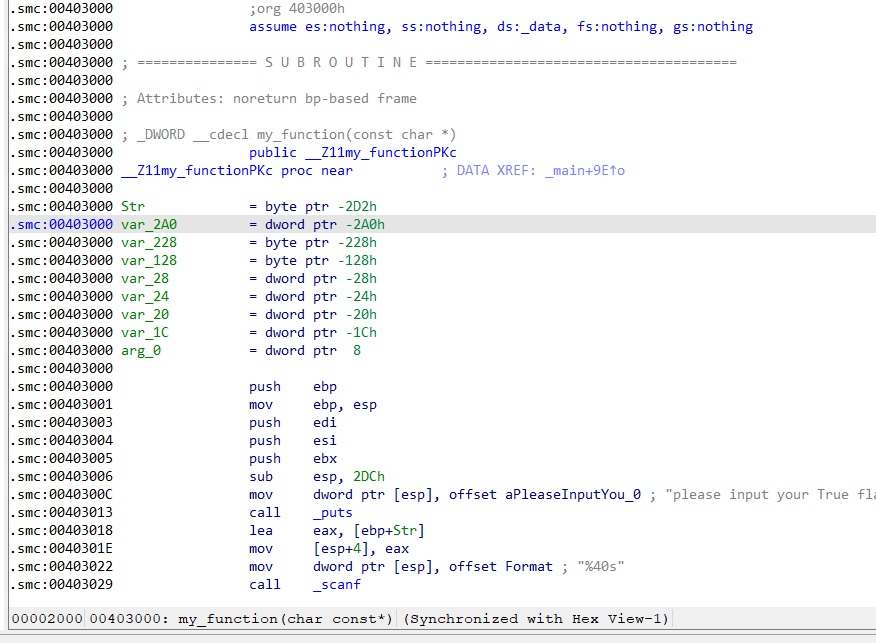 .smc:00403000 ;org 403000h
.smc:00403000 assume es:nothing, ss:nothing, ds:_data, fs:nothing, gs:nothing
.smc:00403000
.smc:00403000 ; =============== S U B R O U T I N E =======================================
.smc:00403000
.smc:00403000 ; Attributes: noreturn bp-based frame
.smc:00403000
.smc:00403000 ; _DWORD __cdecl my_function(const char *)
.smc:00403000 public __Z11my_functionPKc
.smc:00403000 __Z11my_functionPKc proc near ; DATA XREF: _main+9E↑o
.smc:00403000
.smc:00403000 Str = byte ptr -2D2h
.smc:00403000 var_2A0 = dword ptr -2A0h
.smc:00403000 var_228 = byte ptr -228h
.smc:00403000 var_128 = byte ptr -128h
.smc:00403000 var_28 = dword ptr -28h
.smc:00403000 var_24 = dword ptr -24h
.smc:00403000 var_20 = dword ptr -20h
.smc:00403000 var_1C = dword ptr -1Ch
.smc:00403000 arg_0 = dword ptr 8
.smc:00403000
.smc:00403000 push ebp
.smc:00403001 mov ebp, esp
.smc:00403003 push edi
.smc:00403004 push esi
.smc:00403005 push ebx
.smc:00403006 sub esp, 2DCh
.smc:0040300C mov dword ptr [esp], offset aPleaseInputYou_0 ; "please input your True fla
.smc:00403013 call _puts
.smc:00403018 lea eax, [ebp+Str]
.smc:0040301E mov [esp+4], eax
.smc:00403022 mov dword ptr [esp], offset Format ; "%40s"
.smc:00403029 call _scanf
00002000 00403000: my_function(char const*) (Synchronized with Hex View-1)